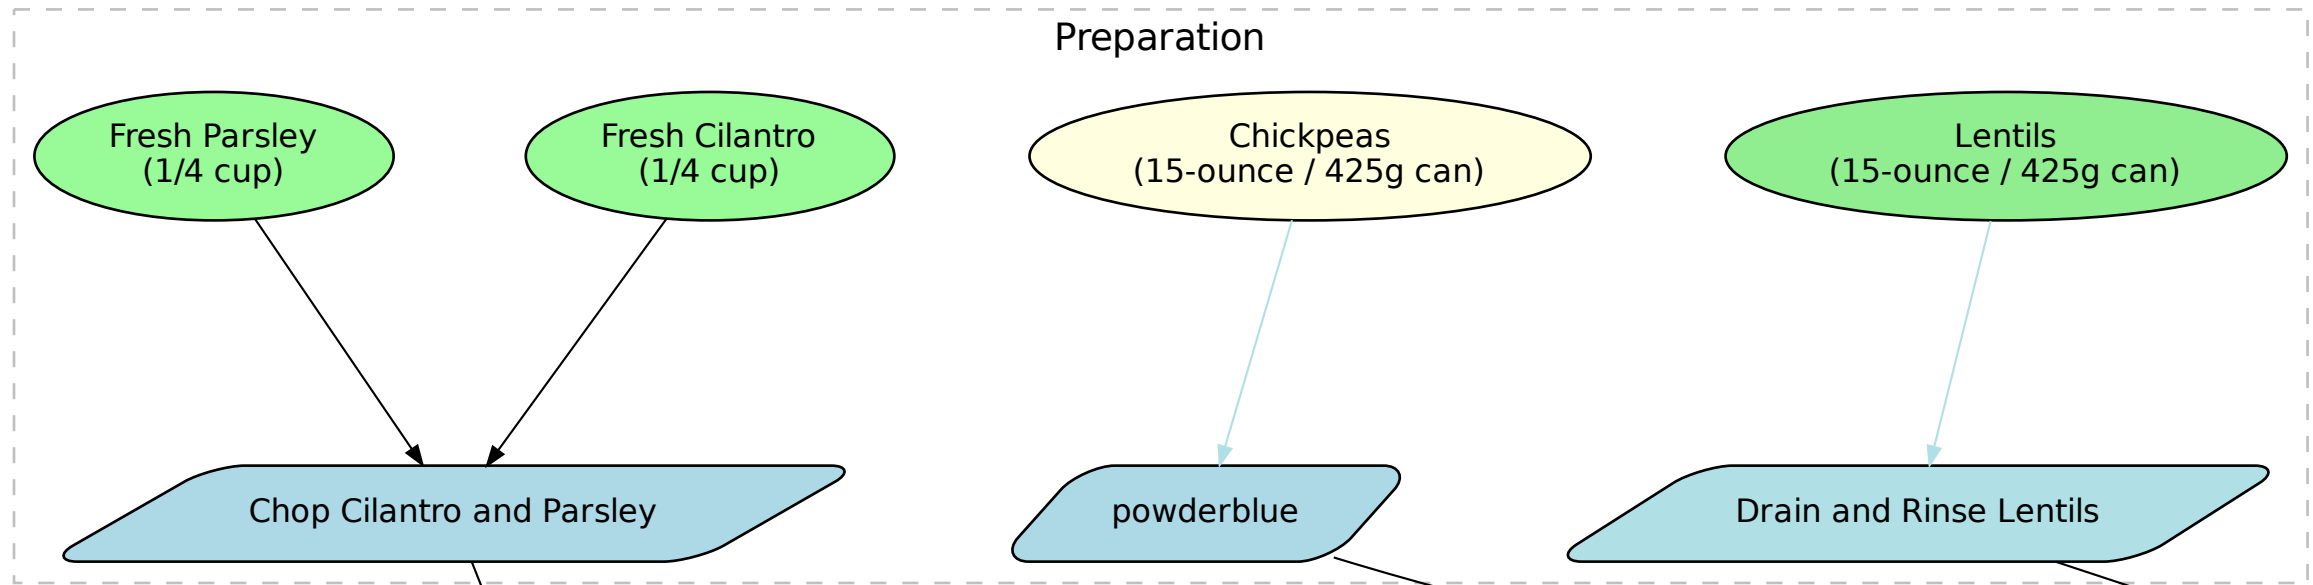 Preparation
Fresh Parsley
(1/4 cup)
Fresh Cilantro
(1/4 cup)
Chickpeas
(15-ounce / 425g can)
Lentils
(15-ounce / 425g can)
Chop Cilantro and Parsley
powderblue
Drain and Rinse Lentils